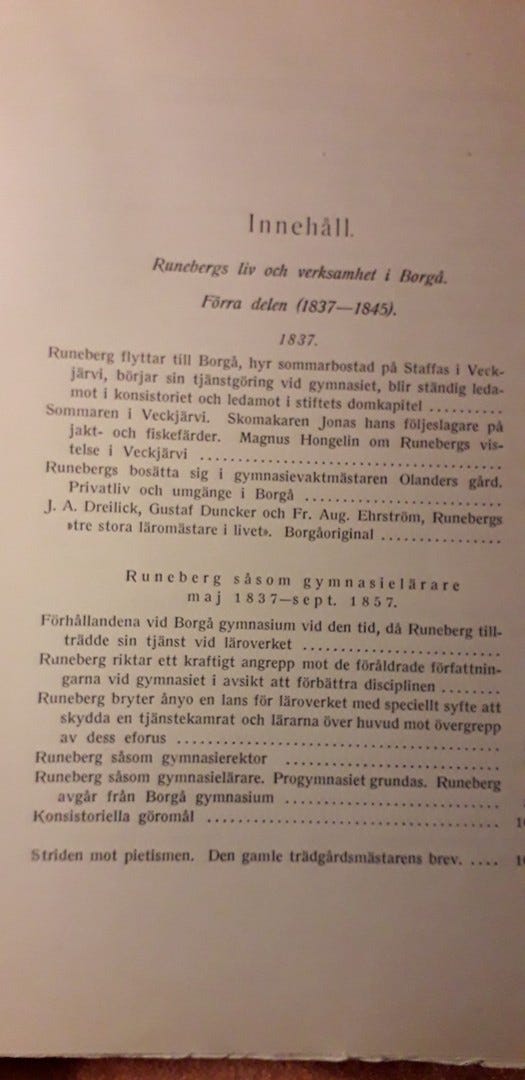 Innehåll.
Runebergs liv och verksamhet i Borgå.
Förra delen (1837—1845).
1837.
Runeberg flyttar till Borgå, hyr sommarbostad på Staffas i Veck-
järvi, börjar sin tjänstgöring vid gymnasiet, blir ständig leda-
mot i konsistoriet och ledamot i stiftets domkapitel ..........
Sommaren i Veckjärvi. Skomakaren Jonas hans följeslagare på
jakt- och fiskefärder. Magnus Hongelin om Runebergs vis-
telse i Veckjärvi ........................................
Runebergs bosätta sig i gymnasievaktmästaren Olanders gård.
Privatliv och umgänge i Borgå ..........................
J. A. Dreilick, Gustaf Duncker och Fr. Aug. Ehrström, Runebergs
»tre stora läromästare i livet». Borgåoriginal ................
Runeberg såsom gymnasielärare
maj 1837—sept. 1857.
Förhållandena vid Borgå gymnasium vid den tid, då Runeberg till-
trädde sin tjänst vid läroverket ..........................
Runeberg riktar ett kraftigt angrepp mot de föråldrade författnin-
garna vid gymnasiet i avsikt att förbättra disciplinen ........
Runeberg bryter ånyo en lans för läroverket med speciellt syfte att
skydda en tjänstekamrat och lärarna över huvud mot övergrepp
av dess eforus ..........................................
Runeberg såsom gymnasierektor ............................
Runeberg såsom gymnasielärare. Progymnasiet grundas. Runeberg
avgår från Borgå gymnasium ............................
Konsistoriella göromål ......................................
Striden mot pietismen. Den gamle trädgårdsmästarens brev. ....